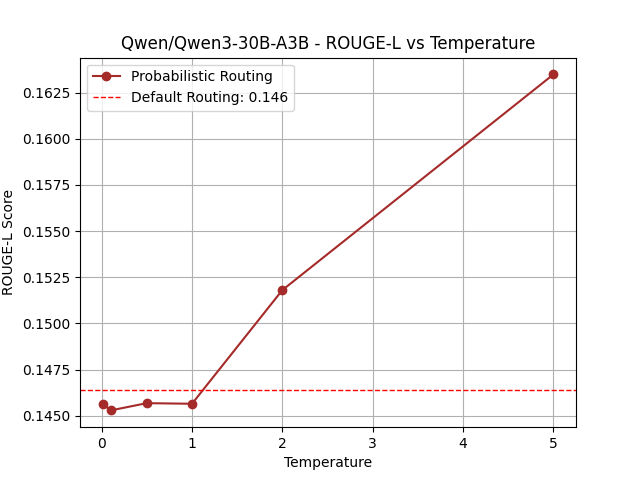 Qwen/Qwen3-30B-A3B - ROUGE-L vs Temperature
Probabilistic Routing
Default Routing: 0.146
ROUGE-L Score
0.1625
0.1600
0.1575
0.1550
0.1525
0.1500
0.1475
0.1450
0 1 2 3 4 5
Temperature